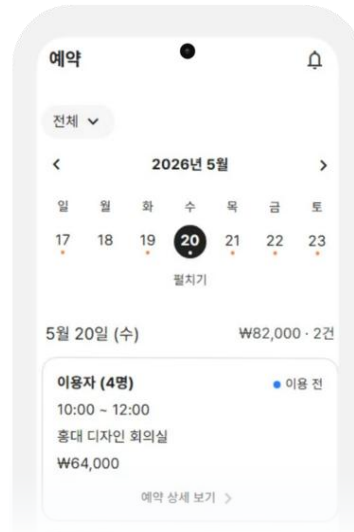 예약
전체
2026년 5월
일 월 화 수 목 금 토
17 18 19 20 21 22 23
펼치기
5월 20일 (수) ₩82,000 · 2건
이용자 (4명) 이용 전
10:00 ~ 12:00
홍대 디자인 회의실
₩64,000
예약 상세 보기 >